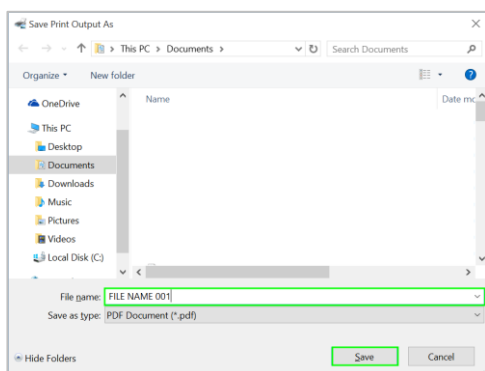 Save Print Output As
This PC > Documents >
Search Documents
Organize
New folder
Name
Date mo
OneDrive
This PC
Desktop
Documents
Downloads
Music
Pictures
Videos
Local Disk (C:)
File name: FILE NAME 001
Save as type: PDF Document (*.pdf)
Hide Folders
Save
Cancel